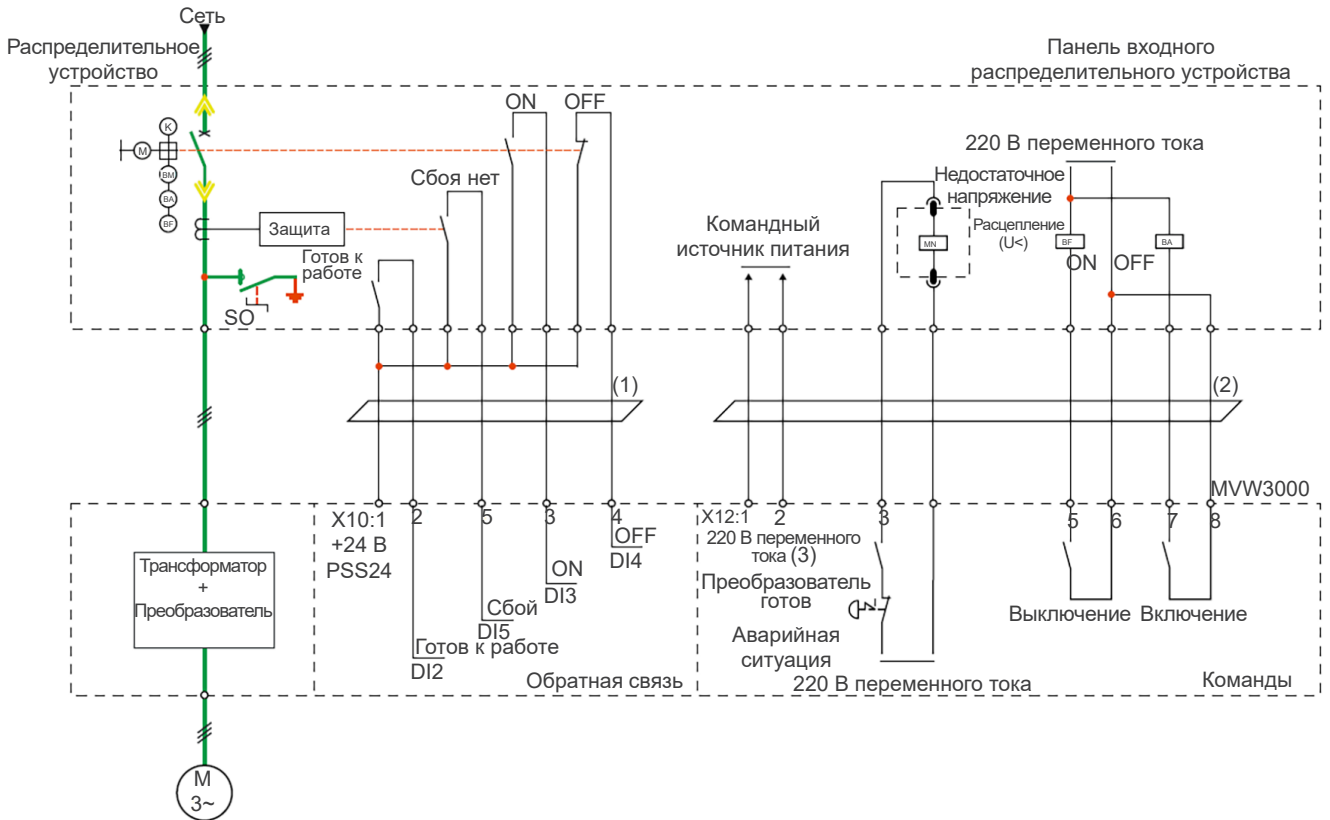 Сеть
Распределительное
устройство
Панель входного
распределительного устройства
ON
OFF
K
M
BM
BA
BF
Сбоя нет
Защита
Готов к
работе
SO
Командный
источник питания
220 В переменного тока
Недостаточное
напряжение
Расцепление
(U<)
MN
BF
BA
ON
OFF
(1)
(2)
MVW3000
X10:1
+24 В
PSS24
2
5
3
4
OFF
DI4
ON
DI3
Сбой
DI5
Готов к работе
DI2
Обратная связь
X12:1
2
3
5
6
7
8
220 В переменного
тока (3)
Преобразователь
готов
Аварийная
ситуация
220 В переменного тока
Выключение
Включение
Команды
Трансформатор
+
Преобразователь
M
3~